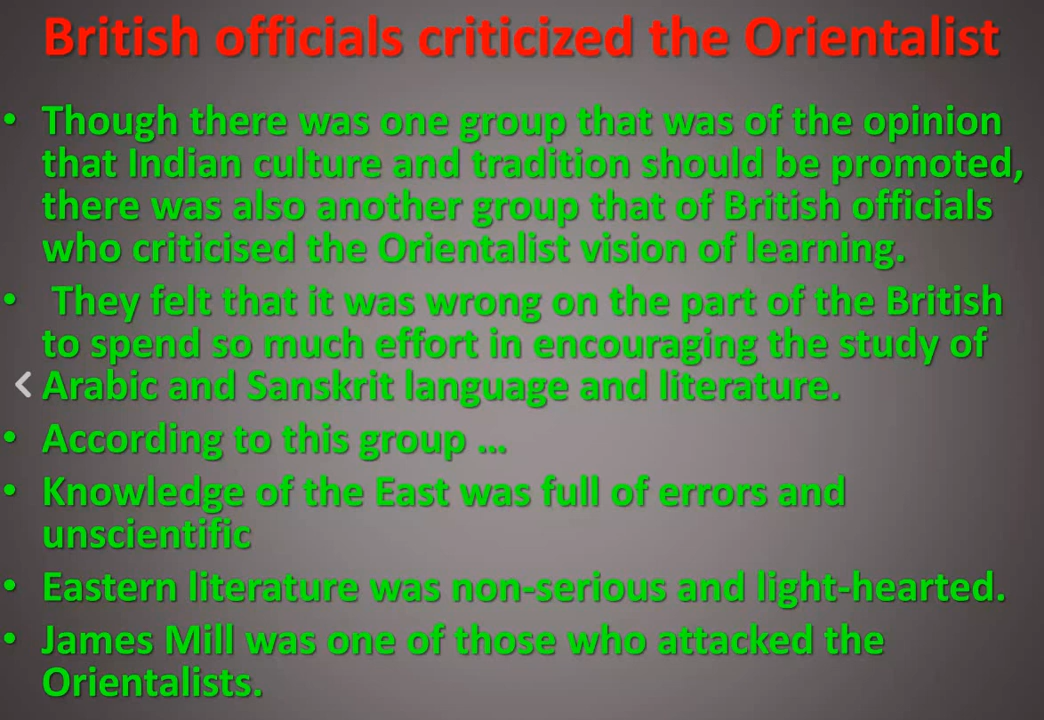 British officials criticized the Orientalist
• Though there was one group that was of the opinion
that Indian culture and tradition should be promoted,
there was also another group that of British officials
who criticised the Orientalist vision of learning.
• They felt that it was wrong on the part of the British
to spend so much effort in encouraging the study of
Arabic and Sanskrit language and literature.
• According to this group ...
• Knowledge of the East was full of errors and
unscientific
• Eastern literature was non-serious and light-hearted.
• James Mill was one of those who attacked the
Orientalists.